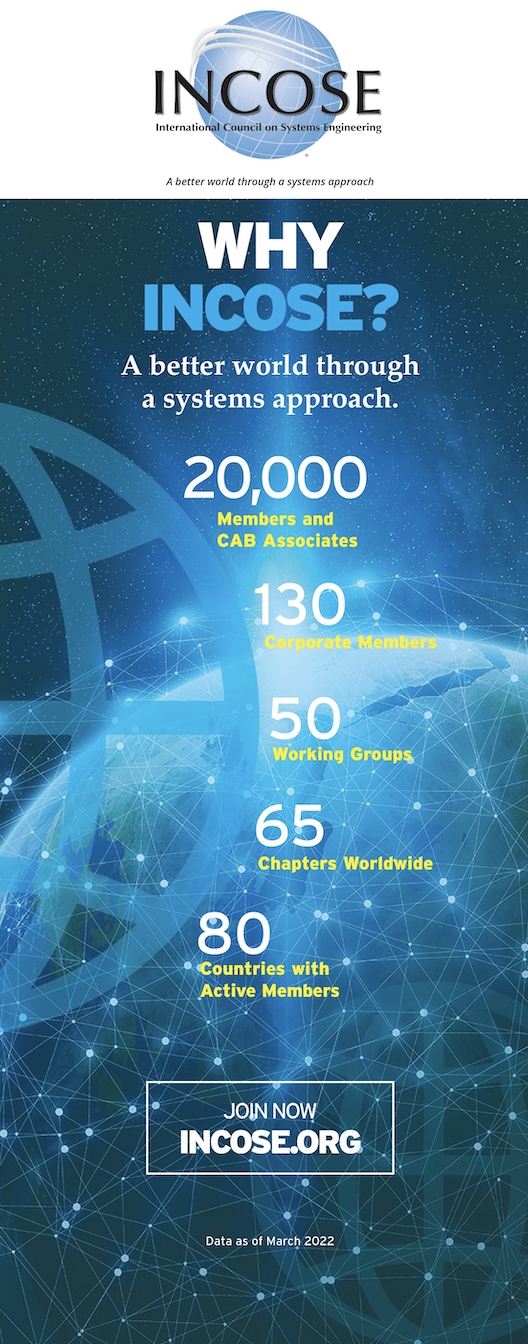 INCOSE
International Council on Systems Engineering
A better world through a systems approach
WHY
INCOSE?
A better world through
a systems approach.
20,000
Members and
CAB Associates
130
Corporate Members
50
Working Groups
65
Chapters Worldwide
80
Countries with
Active Members
JOIN NOW
INCOSE.ORG
Data as of March 2022